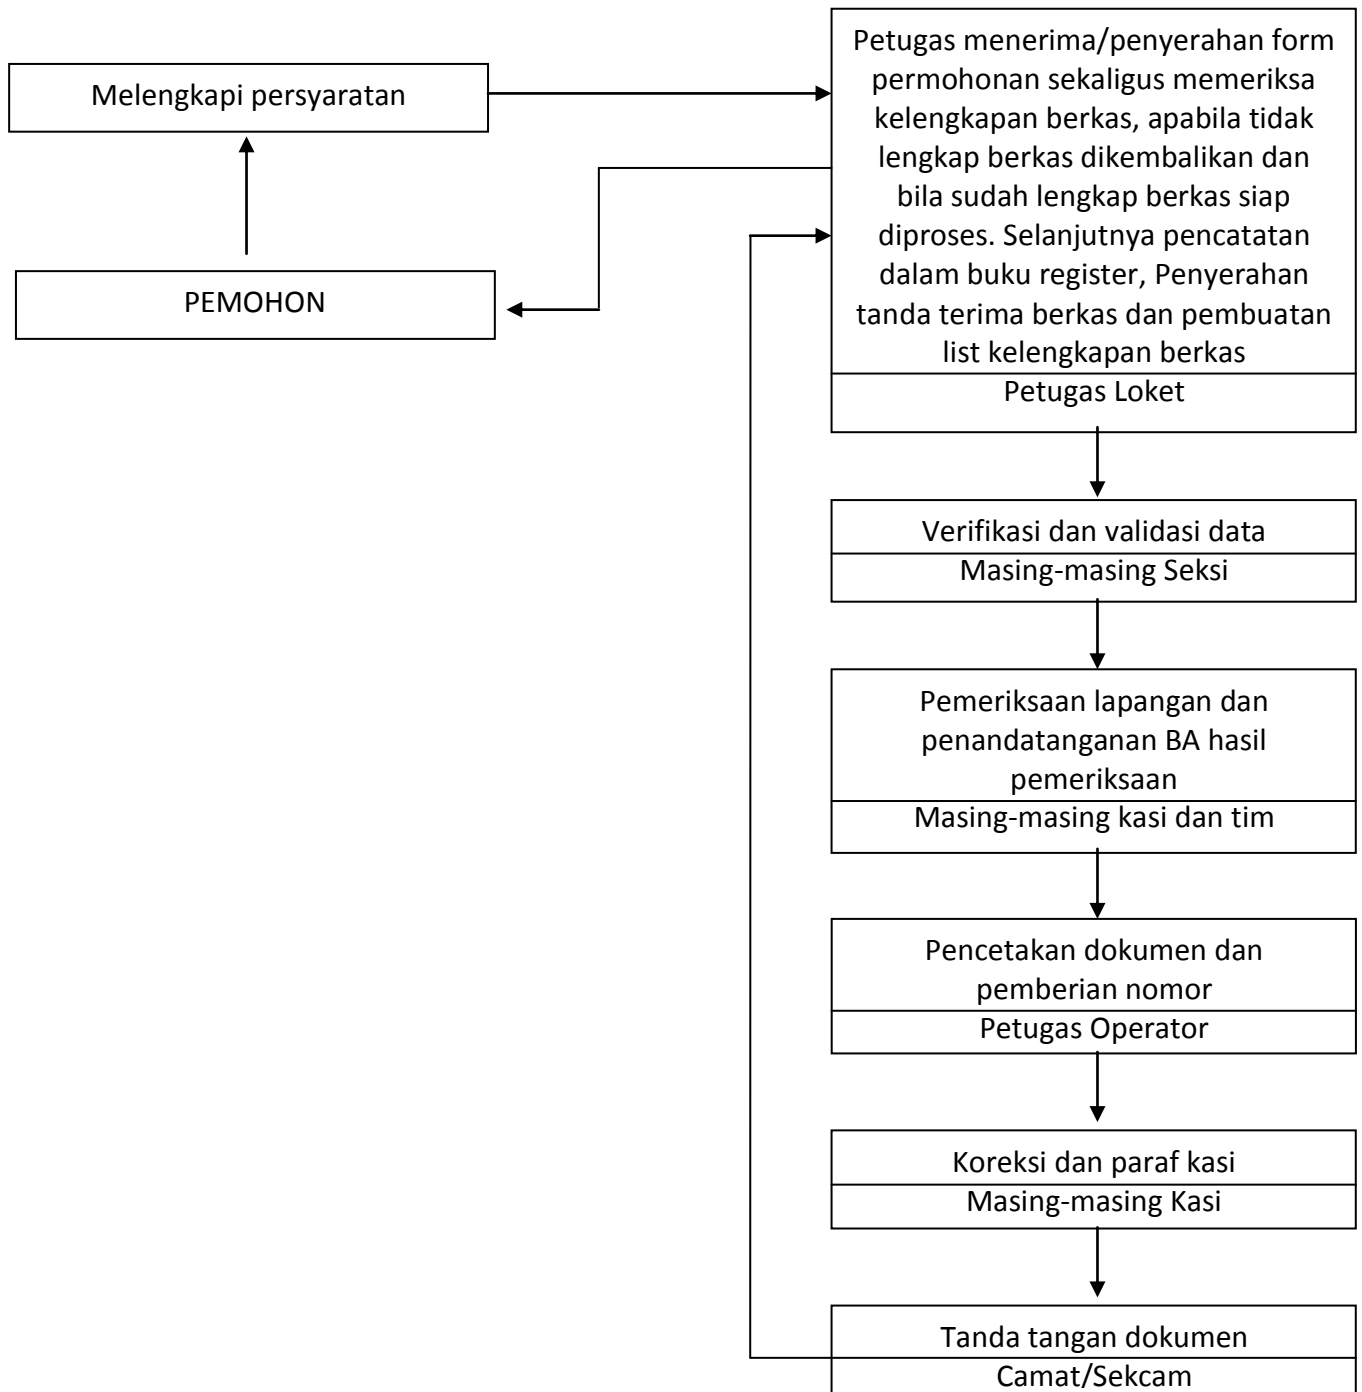 Melengkapi persyaratan
PEMOHON
Petugas menerima/penyerahan form
permohonan sekaligus memeriksa
kelengkapan berkas, apabila tidak
lengkap berkas dikembalikan dan
bila sudah lengkap berkas siap
diproses. Selanjutnya pencatatan
dalam buku register, Penyerahan
tanda terima berkas dan pembuatan
list kelengkapan berkas
Petugas Loket
Verifikasi dan validasi data
Masing-masing Seksi
Pemeriksaan lapangan dan
penandatanganan BA hasil
pemeriksaan
Masing-masing kasi dan tim
Pencetakan dokumen dan
pemberian nomor
Petugas Operator
Koreksi dan paraf kasi
Masing-masing Kasi
Tanda tangan dokumen
Camat/Sekcam